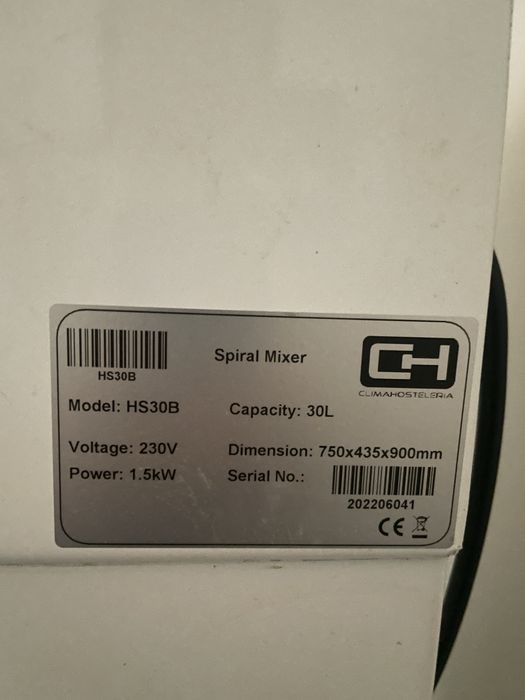 HS30B
Spiral Mixer
CH
CLIMAHOSTELERIA
Model: HS30B
Capacity: 30L
Voltage: 230V
Dimension: 750x435x900mm
Power: 1.5kW
Serial No.:
202206041
CE